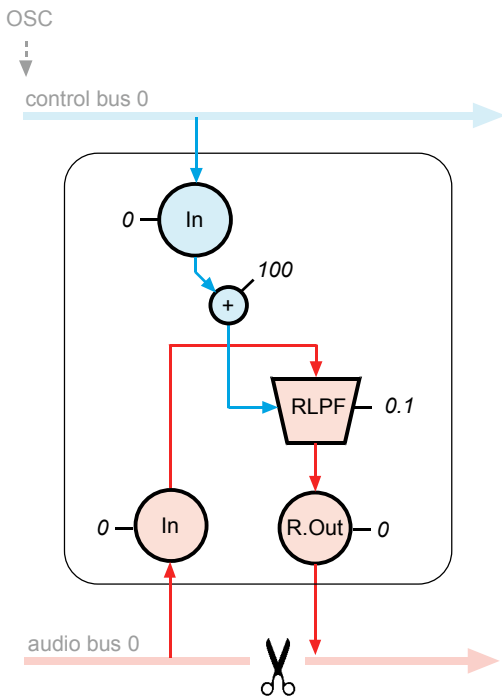 OSC
control bus 0
0
In
100
+
RLPF
0.1
0
In
R.Out
0
audio bus 0